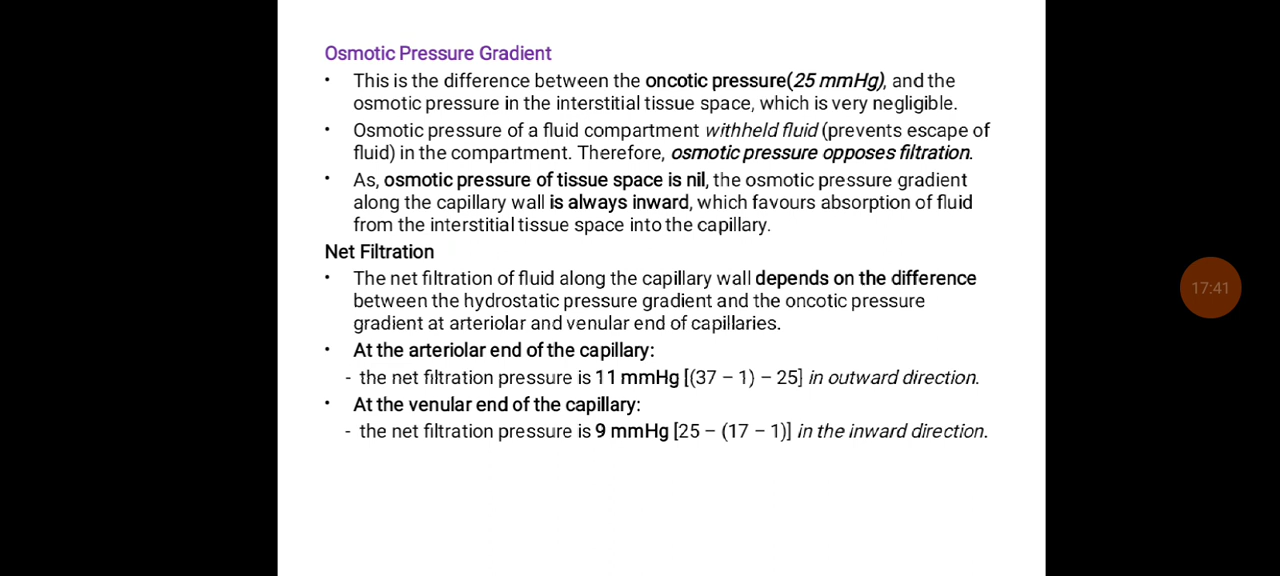 Osmotic Pressure Gradient
• This is the difference between the oncotic pressure(25 mmHg), and the
osmotic pressure in the interstitial tissue space, which is very negligible.
• Osmotic pressure of a fluid compartment withheld fluid (prevents escape of
fluid) in the compartment. Therefore, osmotic pressure opposes filtration.
• As, osmotic pressure of tissue space is nil, the osmotic pressure gradient
along the capillary wall is always inward, which favours absorption of fluid
from the interstitial tissue space into the capillary.
Net Filtration
• The net filtration of fluid along the capillary wall depends on the difference
between the hydrostatic pressure gradient and the oncotic pressure
gradient at arteriolar and venular end of capillaries.
• At the arteriolar end of the capillary:
- the net filtration pressure is 11 mmHg [(37 – 1) – 25] in outward direction.
• At the venular end of the capillary:
- the net filtration pressure is 9 mmHg [25 – (17 – 1)] in the inward direction.
17:41